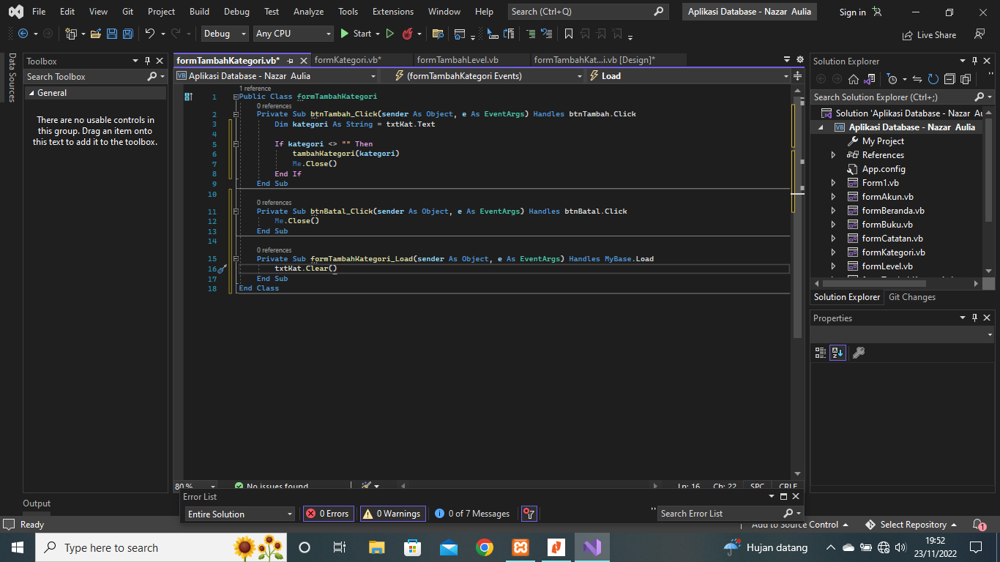 File Edit View Git Project Build Debug Test Analyze Tools Extensions Window Help Search (Ctrl+Q) Aplikasi Database - Nazar Aulia Sign in
Debug Any CPU Start Live Share
Data Sources
Toolbox
Search Toolbox
General
There are no usable controls in
this group. Drag an item onto
this text to add it to the toolbox.
formTambahKategori.vb* formKategori.vb* formTambahLevel.vb formTambahKat...i.vb [Design]*
Aplikasi Database - Nazar Aulia (formTambahKategori Events) Load
1 reference
1 Public Class formTambahKategori
0 references
2 Private Sub btnTambah_Click(sender As Object, e As EventArgs) Handles btnTambah.Click
3 Dim kategori As String = txtKat.Text
4
5 If kategori <> "" Then
6 tambahKategori(kategori)
7 Me.Close()
8 End If
9 End Sub
10
0 references
11 Private Sub btnBatal_Click(sender As Object, e As EventArgs) Handles btnBatal.Click
12 Me.Close()
13 End Sub
14
0 references
15 Private Sub formTambahKategori_Load(sender As Object, e As EventArgs) Handles MyBase.Load
16 txtKat.Clear()
17 End Sub
18 End Class
80 % No issues found Ln: 16 Ch: 22 SPC CRLF
Solution Explorer
Search Solution Explorer (Ctrl+;)
Solution 'Aplikasi Database - Nazar Au
VB Aplikasi Database - Nazar Aulia
My Project
References
App.config
Form1.vb
formAkun.vb
formBeranda.vb
formBuku.vb
formCatatan.vb
formKategori.vb
formLevel.vb
Solution Explorer Git Changes
Properties
Output
Error List
Entire Solution 0 Errors 0 Warnings 0 of 7 Messages Search Error List
Ready Add to Source Control Select Repository 1
Type here to search Hujan datang 19:52
23/11/2022